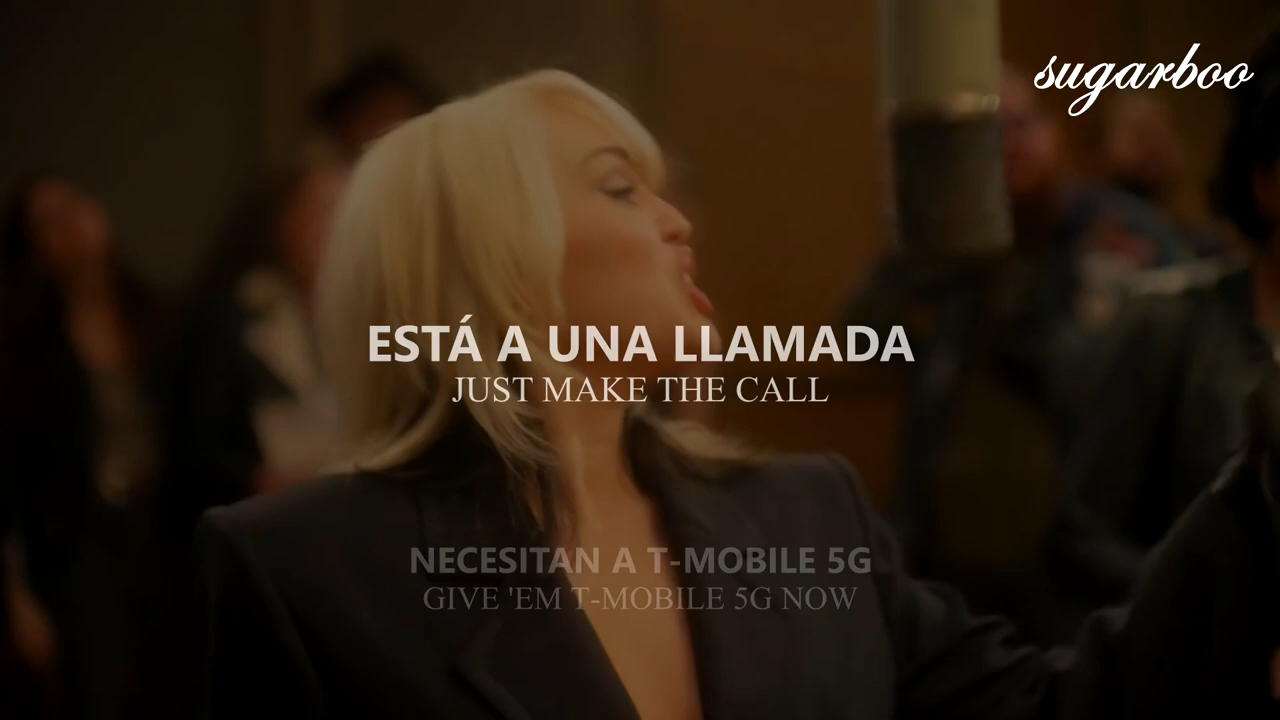 sugarboo
ESTÁ A UNA LLAMADA
JUST MAKE THE CALL
NECESITAN A T-MOBILE 5G
GIVE 'EM T-MOBILE 5G NOW